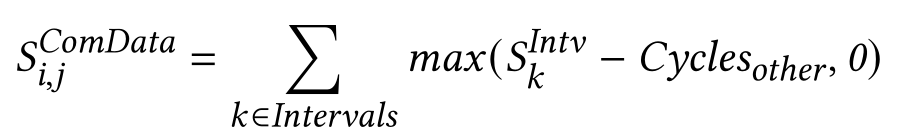 S_{i,j}^{ComData} = \sum_{k \in Intervals} max(S_k^{Intv} − Cycles_{other}, 0)